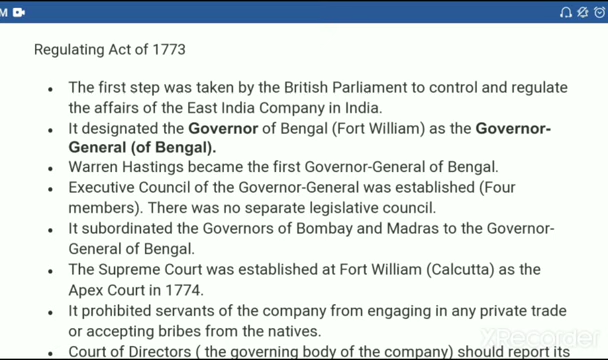 M
Regulating Act of 1773
• The first step was taken by the British Parliament to control and regulate
the affairs of the East India Company in India.
• It designated the Governor of Bengal (Fort William) as the Governor-
General (of Bengal).
• Warren Hastings became the first Governor-General of Bengal.
• Executive Council of the Governor-General was established (Four
members). There was no separate legislative council.
• It subordinated the Governors of Bombay and Madras to the Governor-
General of Bengal.
• The Supreme Court was established at Fort William (Calcutta) as the
Apex Court in 1774.
• It prohibited servants of the company from engaging in any private trade
or accepting bribes from the natives.
XRecorder
• Court of Directors ( the governing body of the company) should report its